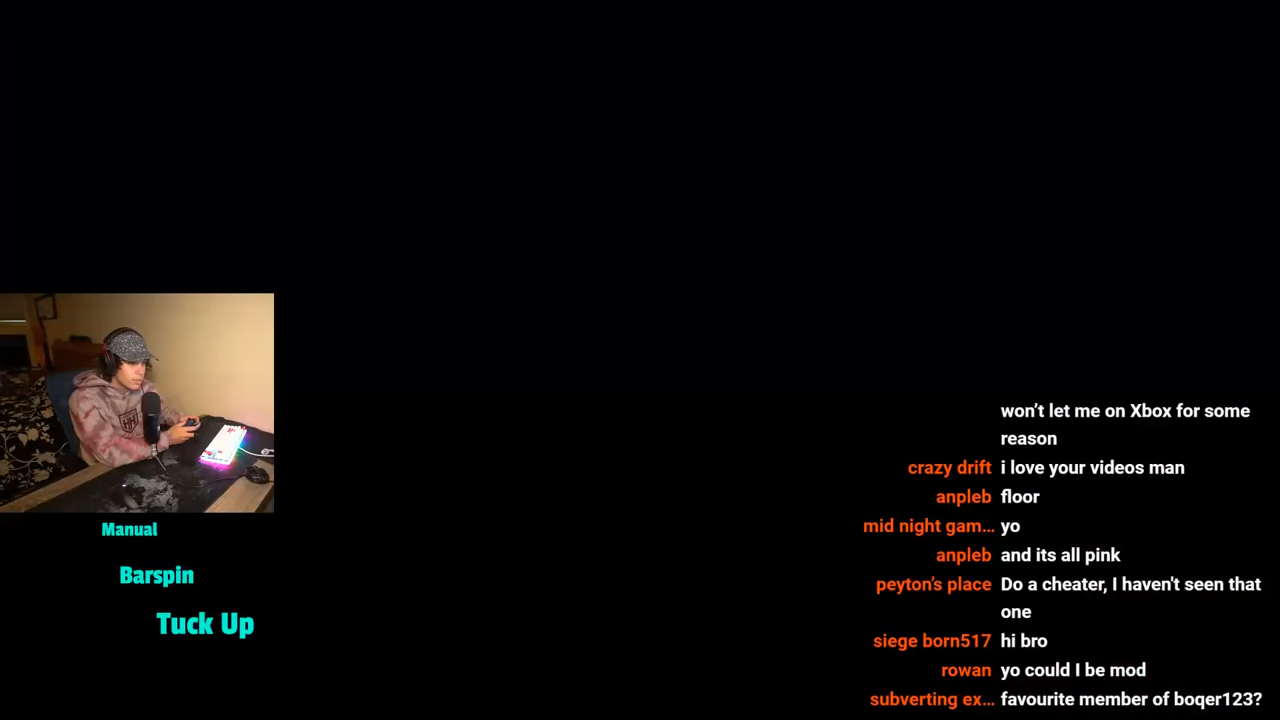 won’t let me on Xbox for some
reason
crazy drift i love your videos man
anpleb floor
mid night gam… yo
anpleb and its all pink
peyton’s place Do a cheater, I haven't seen that
one
siege born517 hi bro
rowan yo could I be mod
subverting ex… favourite member of boqer123?
Manual
Barspin
Tuck Up